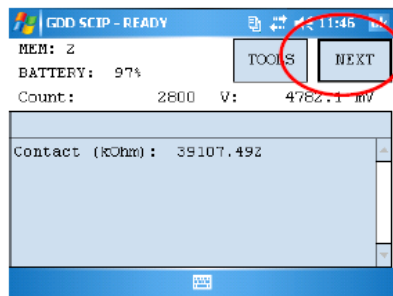 GDD SCIP - READY 11:46 ok
MEM: 2
BATTERY: 97%
TOOLS NEXT
Count: 2800 V: 4782.1 mV
Contact (kOhm): 39107.492